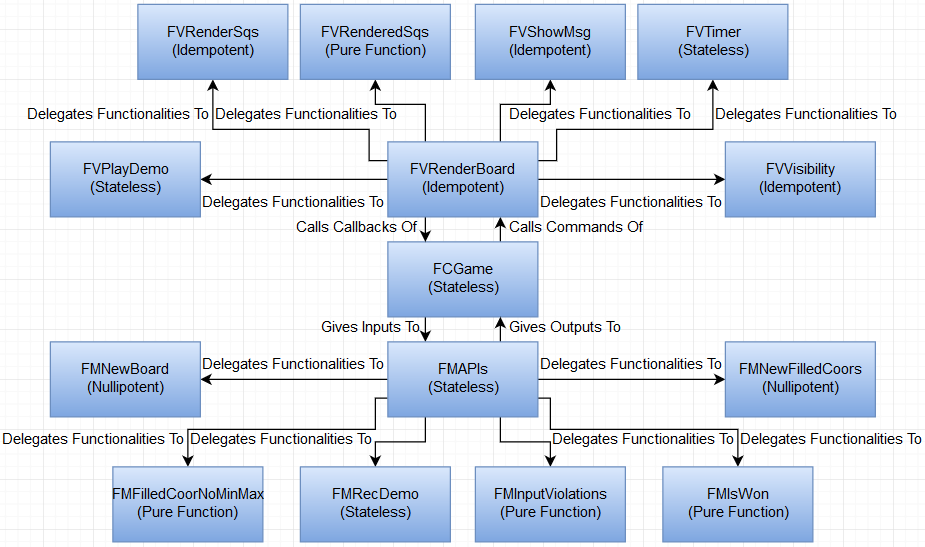 FVRenderSqs
(Idempotent)
FVRenderedSqs
(Pure Function)
FVShowMsg
(Idempotent)
FVTimer
(Stateless)
Delegates Functionalities To
Delegates Functionalities To
Delegates Functionalities To
Delegates Functionalities To
FVPlayDemo
(Stateless)
FVRenderBoard
(Idempotent)
FVVisibility
(Idempotent)
Delegates Functionalities To
Delegates Functionalities To
Calls Callbacks Of
Calls Commands Of
FCGame
(Stateless)
Gives Inputs To
Gives Outputs To
FMNewBoard
(Nullipotent)
Delegates Functionalities To
FMAPIs
(Stateless)
Delegates Functionalities To
FMNewFilledCoors
(Nullipotent)
Delegates Functionalities To
Delegates Functionalities To
Delegates Functionalities To
Delegates Functionalities To
FMFilledCoorNoMinMax
(Pure Function)
FMRecDemo
(Stateless)
FMInputViolations
(Pure Function)
FMIsWon
(Pure Function)